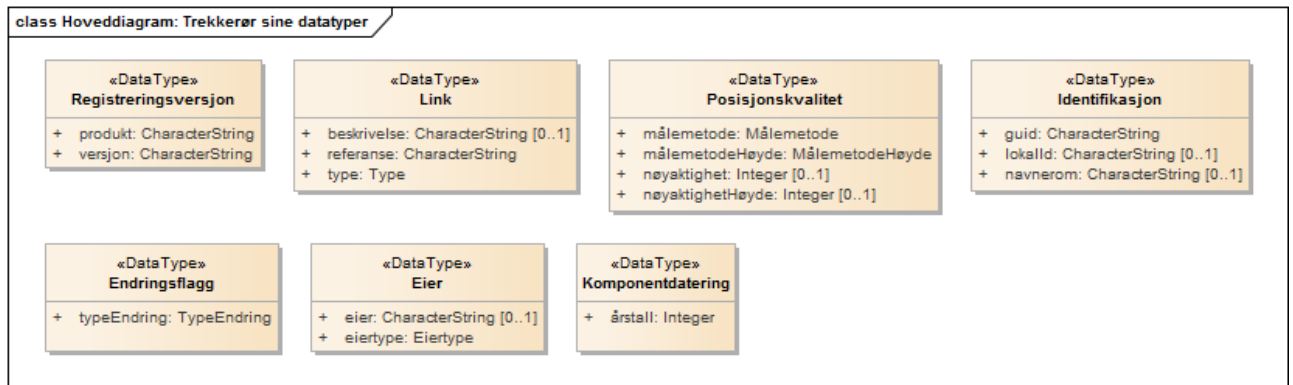 class Hoveddiagram: Trekkerør sine datatyper
«DataType»
Registreringsversjon
+ produkt: CharacterString
+ versjon: CharacterString
«DataType»
Link
+ beskrivelse: CharacterString [0..1]
+ referanse: CharacterString
+ type: Type
«DataType»
Posisjonskvalitet
+ målemetode: Målemetode
+ målemetodeHøyde: MålemetodeHøyde
+ nøyaktighet: Integer [0..1]
+ nøyaktighetHøyde: Integer [0..1]
«DataType»
Identifikasjon
+ guid: CharacterString
+ lokalId: CharacterString [0..1]
+ navnerom: CharacterString [0..1]
«DataType»
Endringsflagg
+ typeEndring: TypeEndring
«DataType»
Eier
+ eier: CharacterString [0..1]
+ eiertype: Eiertype
«DataType»
Komponentdatering
+ årstall: Integer